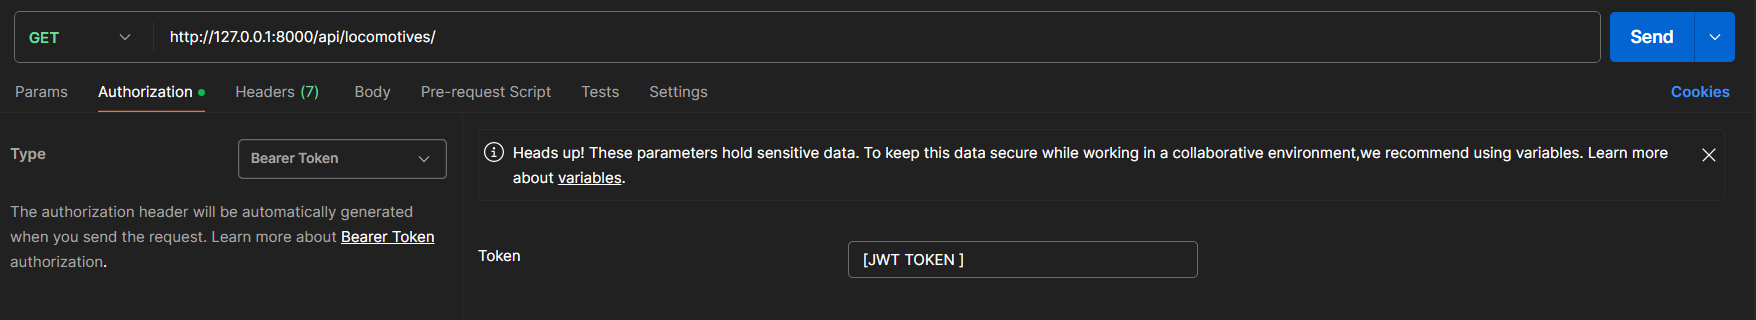 GET http://127.0.0.1:8000/api/locomotives/ Send
Params Authorization Headers (7) Body Pre-request Script Tests Settings Cookies
Type Bearer Token
The authorization header will be automatically generated
when you send the request. Learn more about Bearer Token
authorization.
Heads up! These parameters hold sensitive data. To keep this data secure while working in a collaborative environment,we recommend using variables. Learn more
about variables.
Token [JWT TOKEN ]